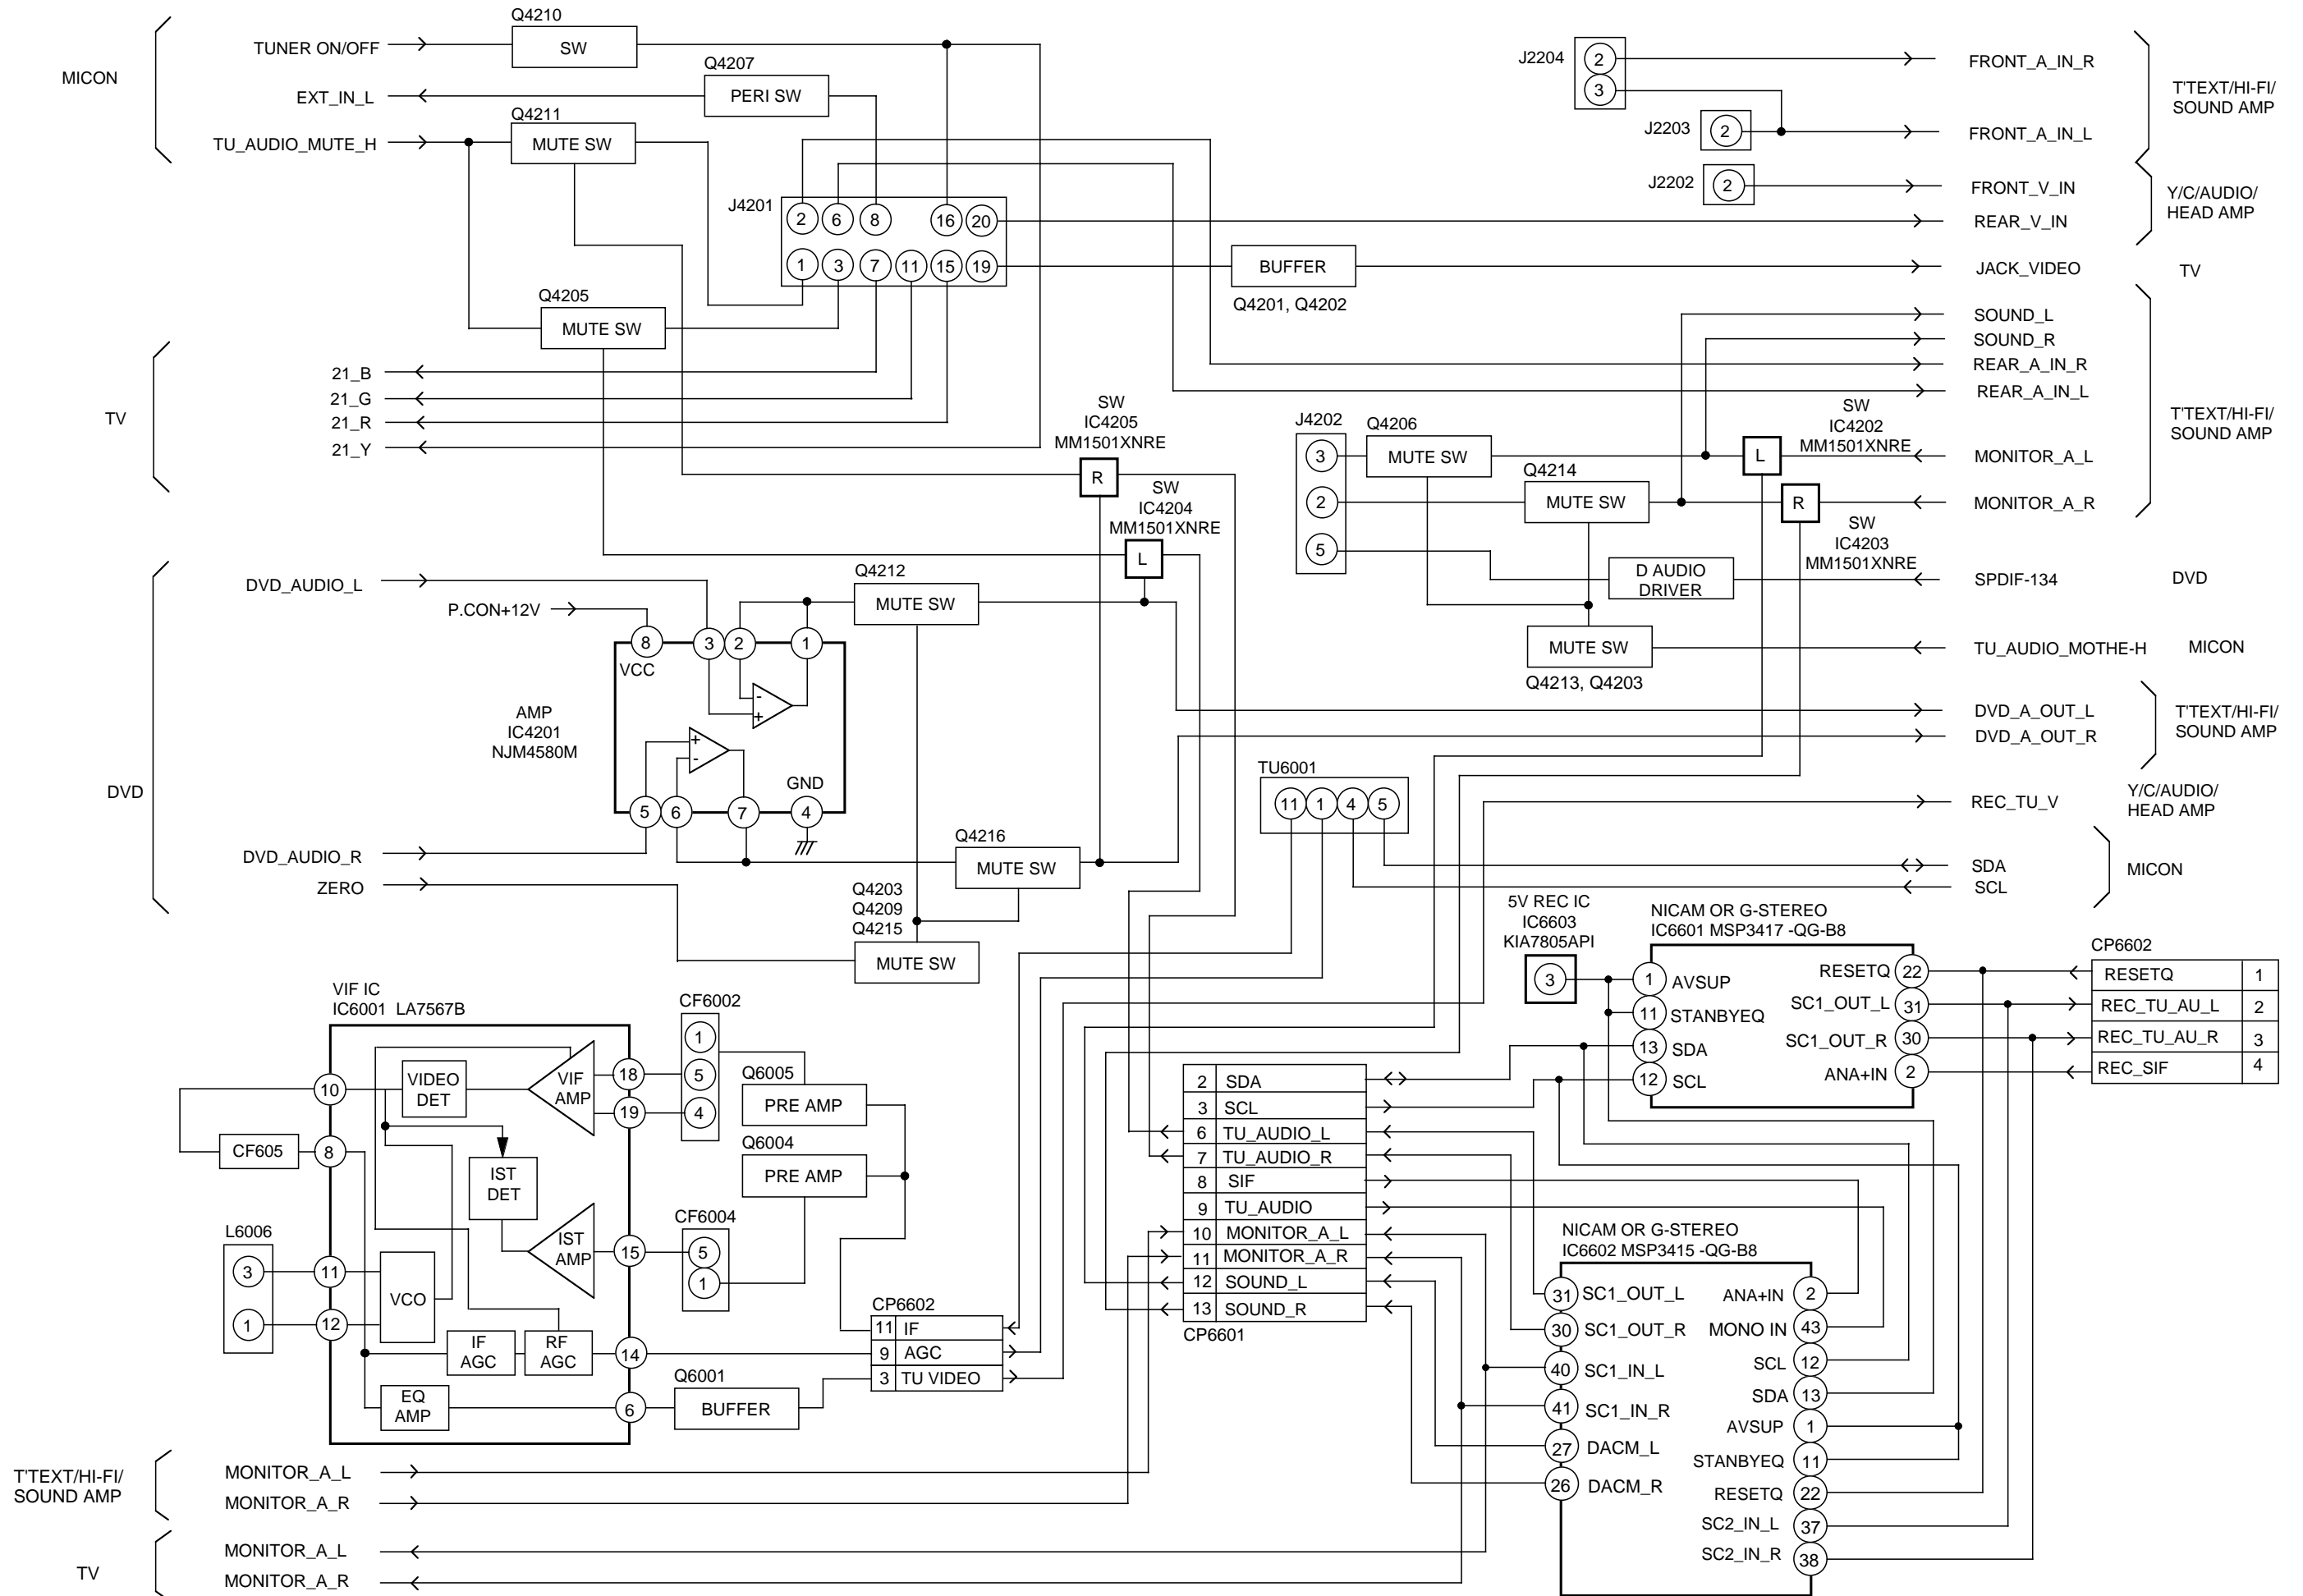 MICON
TUNER ON/OFF
Q4210
SW
EXT_IN_L
Q4207
PERI SW
TU_AUDIO_MUTE_H
Q4211
MUTE SW
J4201
2
6
8
16
20
1
3
7
11
15
19
Q4205
MUTE SW
J2204
2
3
FRONT_A_IN_R
J2203
2
FRONT_A_IN_L
T'TEXT/HI-FI/
SOUND AMP
J2202
2
FRONT_V_IN
REAR_V_IN
Y/C/AUDIO/
HEAD AMP
BUFFER
Q4201, Q4202
JACK_VIDEO
TV
SOUND_L
SOUND_R
REAR_A_IN_R
REAR_A_IN_L
MONITOR_A_L
MONITOR_A_R
T'TEXT/HI-FI/
SOUND AMP
TV
21_B
21_G
21_R
21_Y
SW
IC4205
MM1501XNRE
R
SW
IC4204
MM1501XNRE
L
J4202
3
2
5
Q4206
MUTE SW
Q4214
MUTE SW
SW
IC4202
MM1501XNRE
L
R
SW
IC4203
MM1501XNRE
D AUDIO
DRIVER
SPDIF-134
DVD
MUTE SW
Q4213, Q4203
TU_AUDIO_MOTHE-H
MICON
DVD
DVD_AUDIO_L
P.CON+12V
8
3
2
1
VCC
-
+
AMP
IC4201
NJM4580M
+
-
GND
5
6
7
4
DVD_AUDIO_R
ZERO
Q4212
MUTE SW
Q4216
MUTE SW
Q4203
Q4209
Q4215
MUTE SW
DVD_A_OUT_L
DVD_A_OUT_R
T'TEXT/HI-FI/
SOUND AMP
TU6001
11
1
4
5
REC_TU_V
Y/C/AUDIO/
HEAD AMP
SDA
SCL
MICON
5V REC IC
IC6603
KIA7805API
3
NICAM OR G-STEREO
IC6601 MSP3417 -QG-B8
1
AVSUP
11
STANBYEQ
13
SDA
12
SCL
RESETQ
22
SC1_OUT_L
31
SC1_OUT_R
30
ANA+IN
2
CP6602
RESETQ 1
REC_TU_AU_L 2
REC_TU_AU_R 3
REC_SIF 4
VIF IC
IC6001 LA7567B
10
VIDEO
DET
VIF
AMP
18
19
CF605
8
IST
DET
IST
AMP
15
L6006
3
1
11
12
VCO
IF
AGC
RF
AGC
14
EQ
AMP
6
CF6002
1
5
4
Q6005
PRE AMP
Q6004
PRE AMP
CF6004
5
1
CP6602
11 IF
9 AGC
3 TU VIDEO
Q6001
BUFFER
2 SDA
3 SCL
6 TU_AUDIO_L
7 TU_AUDIO_R
8 SIF
9 TU_AUDIO
10 MONITOR_A_L
11 MONITOR_A_R
12 SOUND_L
13 SOUND_R
CP6601
NICAM OR G-STEREO
IC6602 MSP3415 -QG-B8
31
SC1_OUT_L
30
SC1_OUT_R
40
SC1_IN_L
41
SC1_IN_R
27
DACM_L
26
DACM_R
ANA+IN
2
MONO IN
43
SCL
12
SDA
13
AVSUP
1
STANBYEQ
11
RESETQ
22
SC2_IN_L
37
SC2_IN_R
38
T'TEXT/HI-FI/
SOUND AMP
MONITOR_A_L
MONITOR_A_R
TV
MONITOR_A_L
MONITOR_A_R